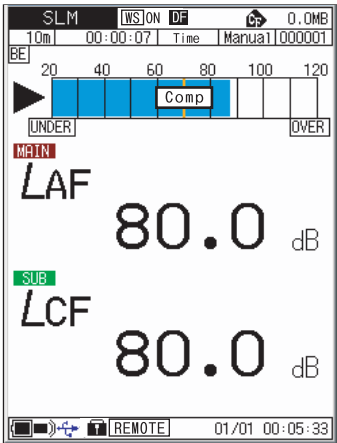 SLM WS ON DF CF 0.0MB
10m 00:00:07 Time Manual 000001
BE
20 40 60 80 100 120
Comp
UNDER OVER
MAIN
LAF
80.0 dB
SUB
LCF
80.0 dB
REMOTE 01/01 00:05:33